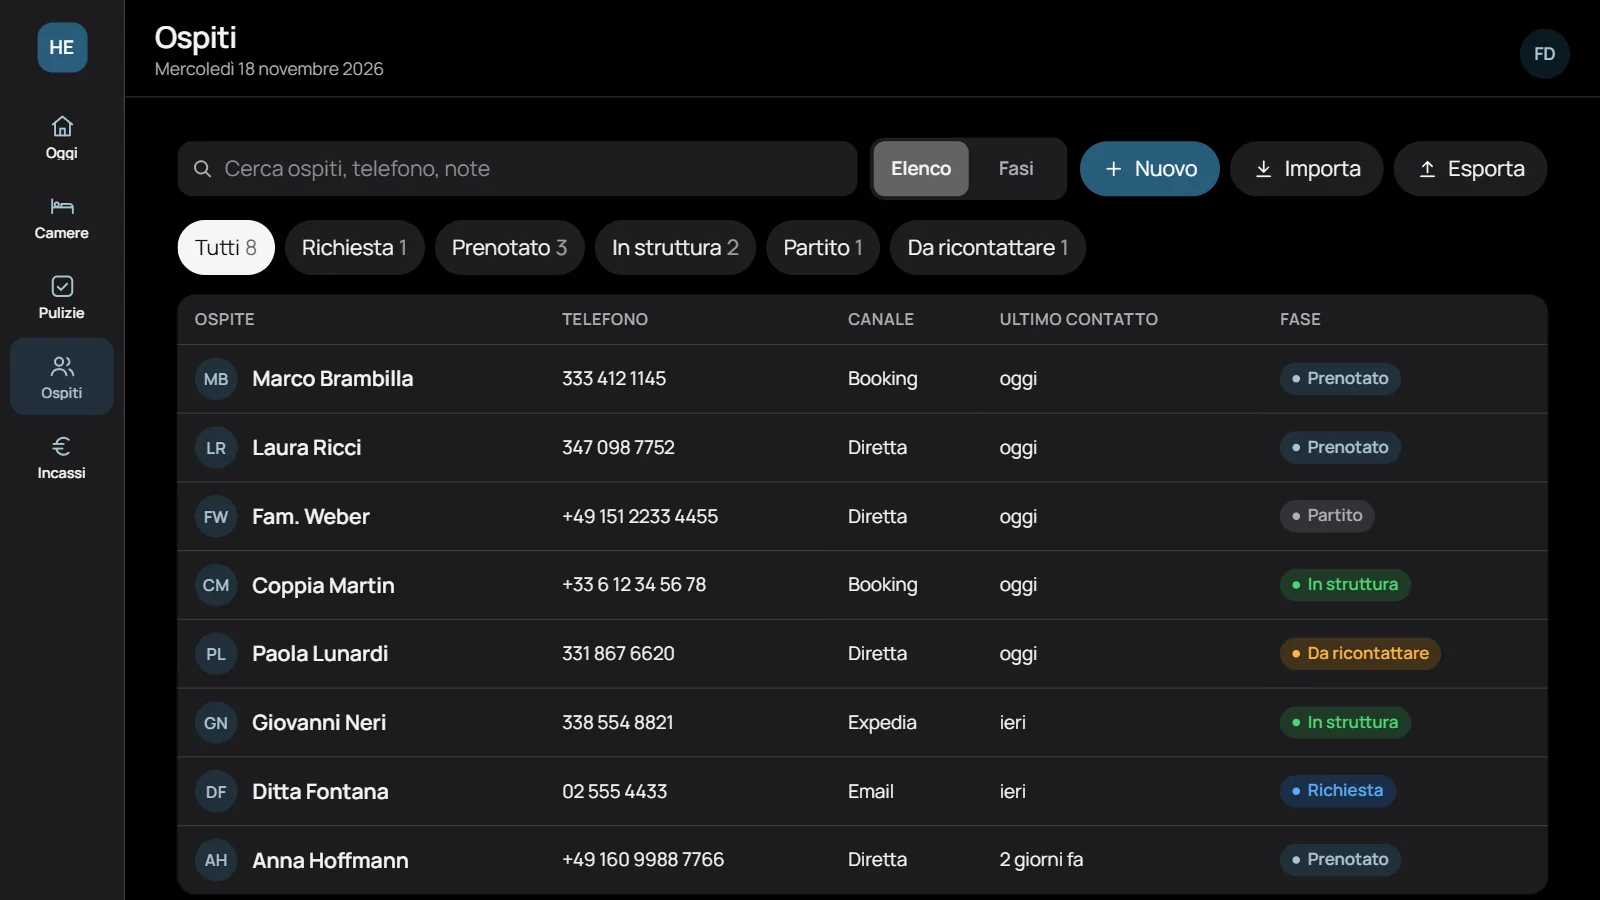 HE
Oggi
Camere
Pulizie
Ospiti
Incassi
Ospiti
Mercoledì 18 novembre 2026
FD
Cerca ospiti, telefono, note
Elenco Fasi
Nuovo
Importa
Esporta
Tutti 8
Richiesta 1
Prenotato 3
In struttura 2
Partito 1
Da ricontattare 1
OSPITE TELEFONO CANALE ULTIMO CONTATTO FASE
MB Marco Brambilla 333 412 1145 Booking oggi Prenotato
LR Laura Ricci 347 098 7752 Diretta oggi Prenotato
FW Fam. Weber +49 151 2233 4455 Diretta oggi Partito
CM Coppia Martin +33 6 12 34 56 78 Booking oggi In struttura
PL Paola Lunardi 331 867 6620 Diretta oggi Da ricontattare
GN Giovanni Neri 338 554 8821 Expedia ieri In struttura
DF Ditta Fontana 02 555 4433 Email ieri Richiesta
AH Anna Hoffmann +49 160 9988 7766 Diretta 2 giorni fa Prenotato